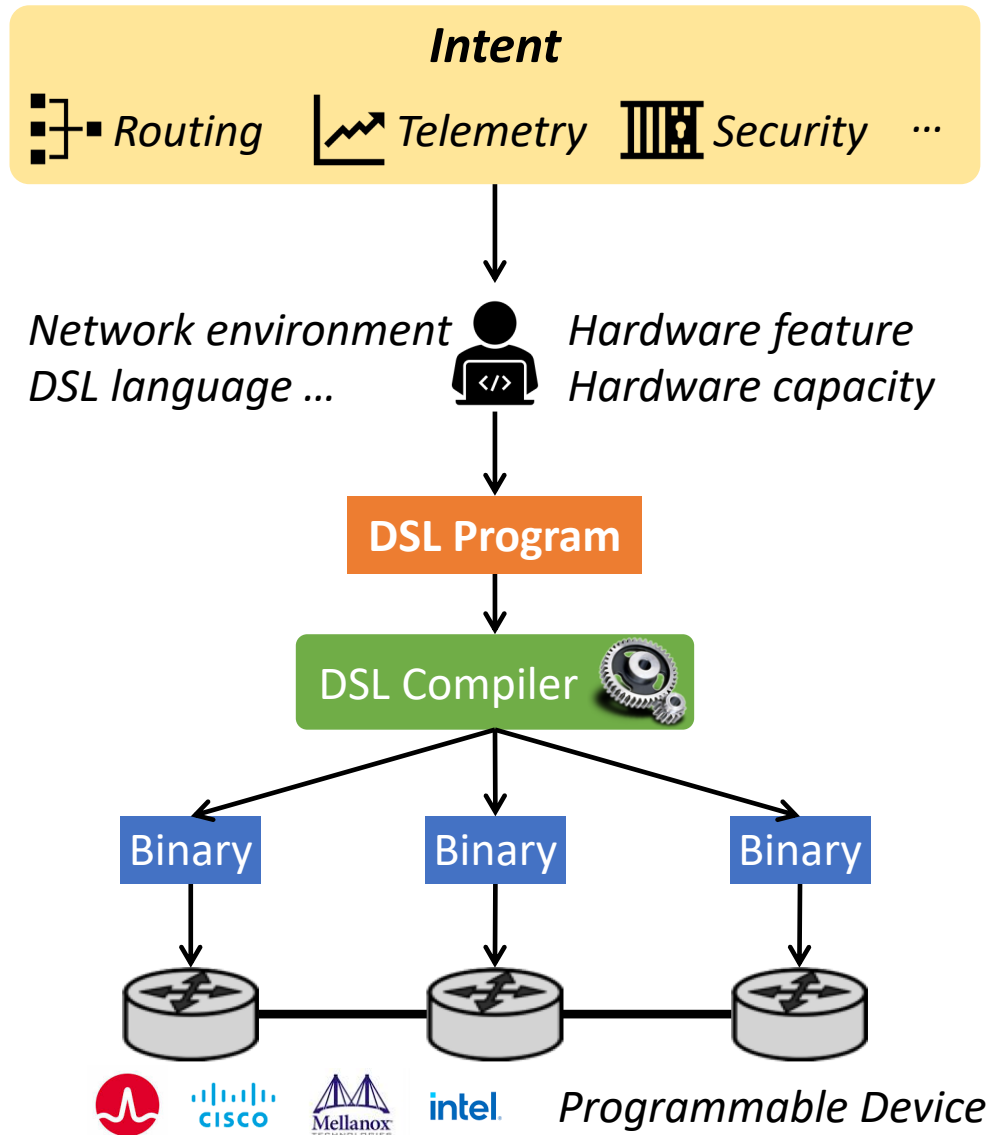 Intent
Routing Telemetry Security ...
Network environment Hardware feature
DSL language ... Hardware capacity
</>
DSL Program
DSL Compiler
Binary Binary Binary
CISCO Mellanox intel. Programmable Device
TECHNOLOGIES